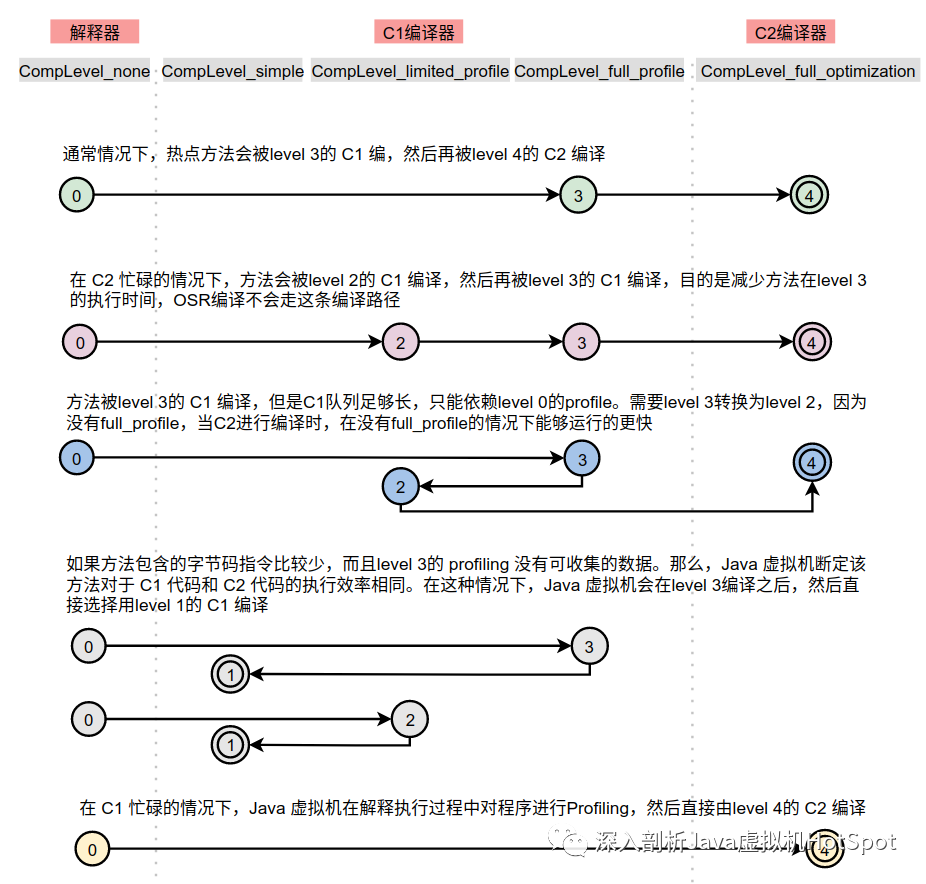 解释器 C1编译器 C2编译器
CompLevel_none CompLevel_simple CompLevel_limited_profile CompLevel_full_profile CompLevel_full_optimization
通常情况下，热点方法会被level 3的 C1 编，然后再被level 4的 C2 编译
0 3 4
在 C2 忙碌的情况下，方法会被level 2的 C1 编译，然后再被level 3的 C1 编译，目的是减少方法在level 3
的执行时间，OSR编译不会走这条编译路径
0 2 3 4
方法被level 3的 C1 编译，但是C1队列足够长，只能依赖level 0的profile。需要level 3转换为level 2，因为
没有full_profile，当C2进行编译时，在没有full_profile的情况下能够运行的更快
0 3 4
2
如果方法包含的字节码指令比较少，而且level 3的 profiling 没有可收集的数据。那么，Java 虚拟机断定该
方法对于 C1 代码和 C2 代码的执行效率相同。在这种情况下，Java 虚拟机会在level 3编译之后，然后直
接选择用level 1的 C1 编译
0 3
1
0 2
1
在 C1 忙碌的情况下，Java 虚拟机在解释执行过程中对程序进行Profiling，然后直接由level 4的 C2 编译
0 4
深入剖析Java虚拟机HotSpot